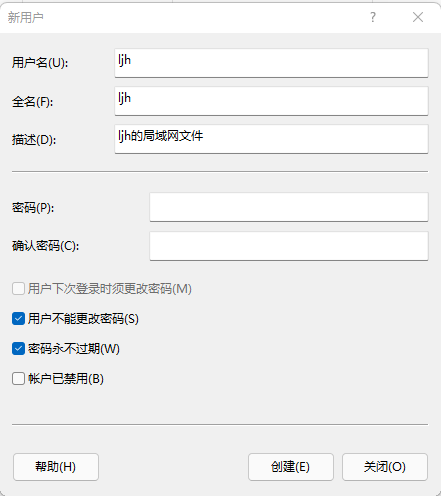 新用户
用户名(U): ljh
全名(F): ljh
描述(D): ljh的局域网文件
密码(P):
确认密码(C):
用户下次登录时须更改密码(M)
用户不能更改密码(S)
密码永不过期(W)
帐户已禁用(B)
帮助(H) 创建(E) 关闭(O)